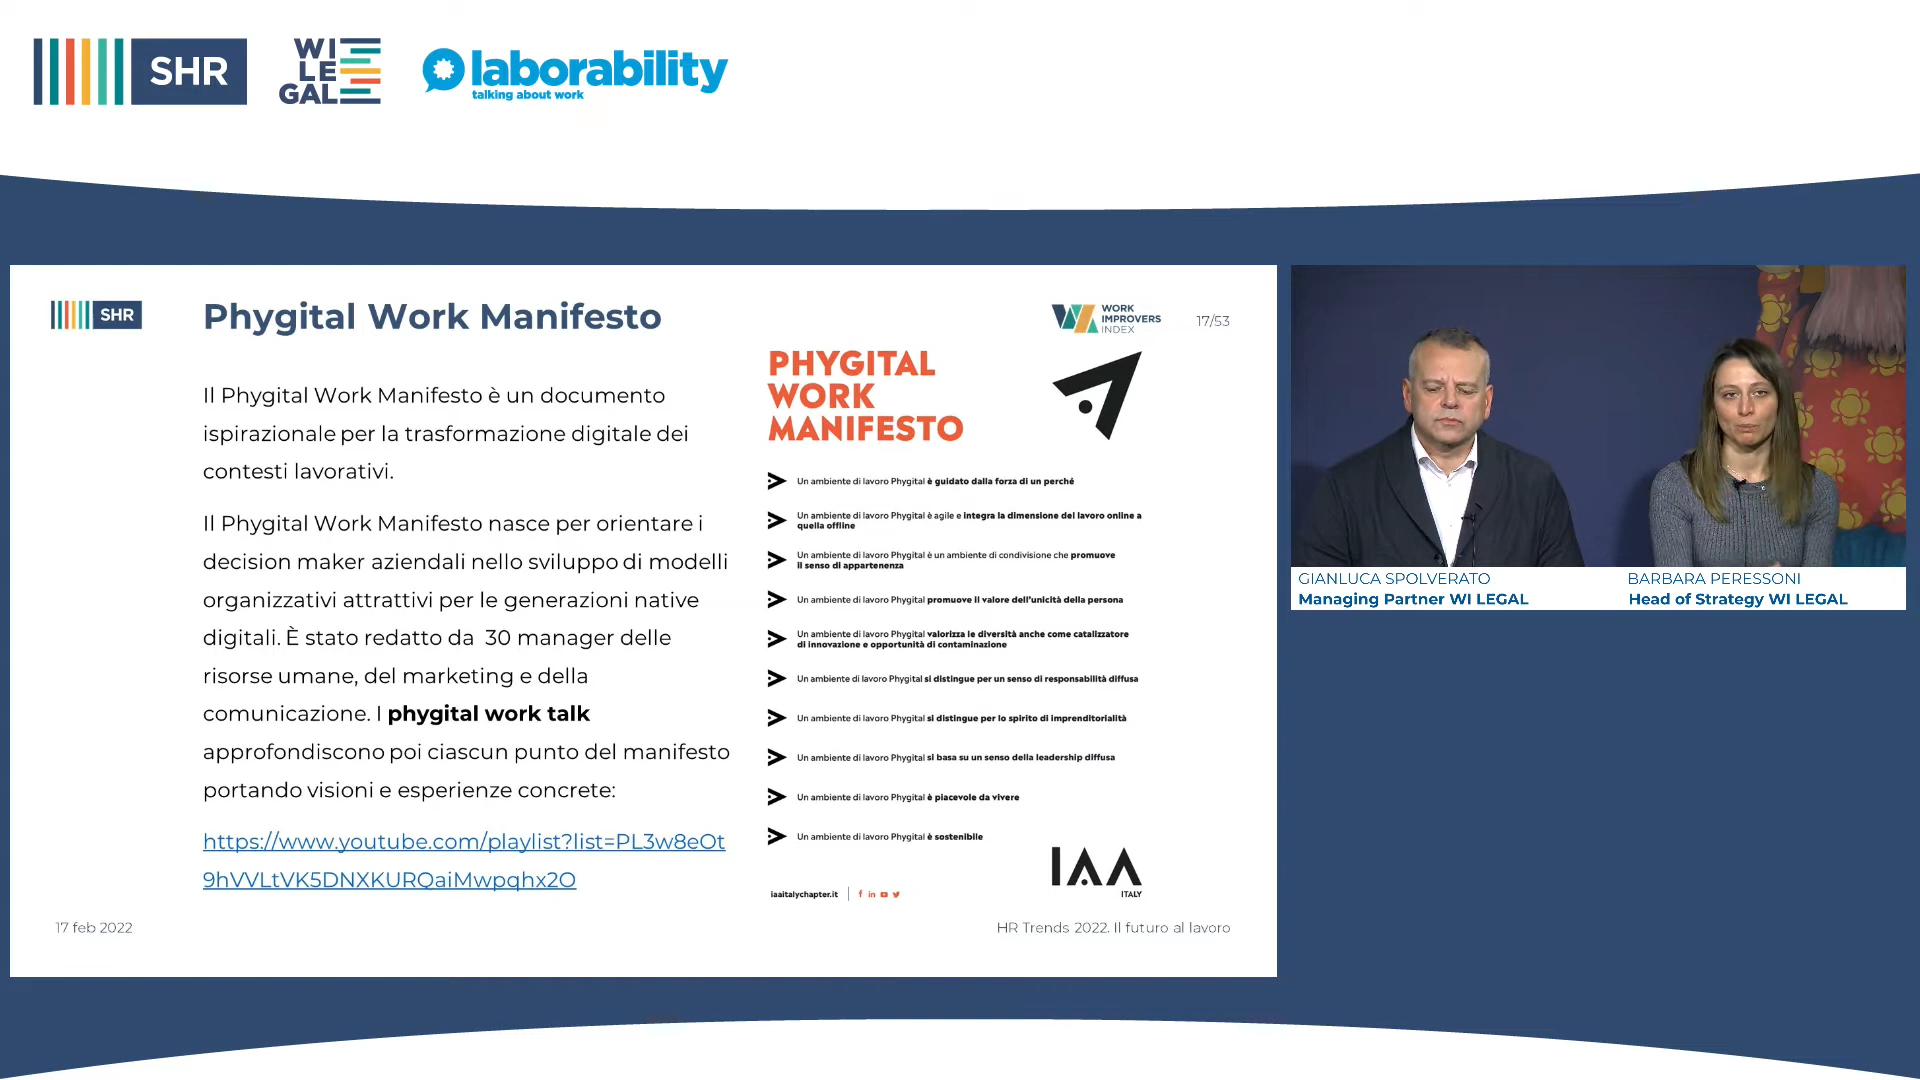 SHR
WI
LE
GAL
laborability
talking about work
SHR
Phygital Work Manifesto
WORK
IMPROVERS
INDEX
17/53
Il Phygital Work Manifesto è un documento
ispirazionale per la trasformazione digitale dei
contesti lavorativi.
Il Phygital Work Manifesto nasce per orientare i
decision maker aziendali nello sviluppo di modelli
organizzativi attrattivi per le generazioni native
digitali. È stato redatto da 30 manager delle
risorse umane, del marketing e della
comunicazione. I phygital work talk
approfondiscono poi ciascun punto del manifesto
portando visioni e esperienze concrete:
https://www.youtube.com/playlist?list=PL3w8eOt
9hVVLtVK5DNXKURQaiMwpqhx2O
PHYGITAL
WORK
MANIFESTO
Un ambiente di lavoro Phygital è guidato dalla forza di un perché
Un ambiente di lavoro Phygital è agile e integra la dimensione del lavoro online a
quella offline
Un ambiente di lavoro Phygital è un ambiente di condivisione che promuove
il senso di appartenenza
Un ambiente di lavoro Phygital promuove il valore dell'unicità della persona
Un ambiente di lavoro Phygital valorizza le diversità anche come catalizzatore
di innovazione e opportunità di contaminazione
Un ambiente di lavoro Phygital si distingue per un senso di responsabilità diffusa
Un ambiente di lavoro Phygital si distingue per lo spirito di imprenditorialità
Un ambiente di lavoro Phygital si basa su un senso della leadership diffusa
Un ambiente di lavoro Phygital è piacevole da vivere
Un ambiente di lavoro Phygital è sostenibile
iaaitalychapter.it
IAA
ITALY
17 feb 2022
HR Trends 2022. Il futuro al lavoro
GIANLUCA SPOLVERATO
Managing Partner WI LEGAL
BARBARA PERESSONI
Head of Strategy WI LEGAL